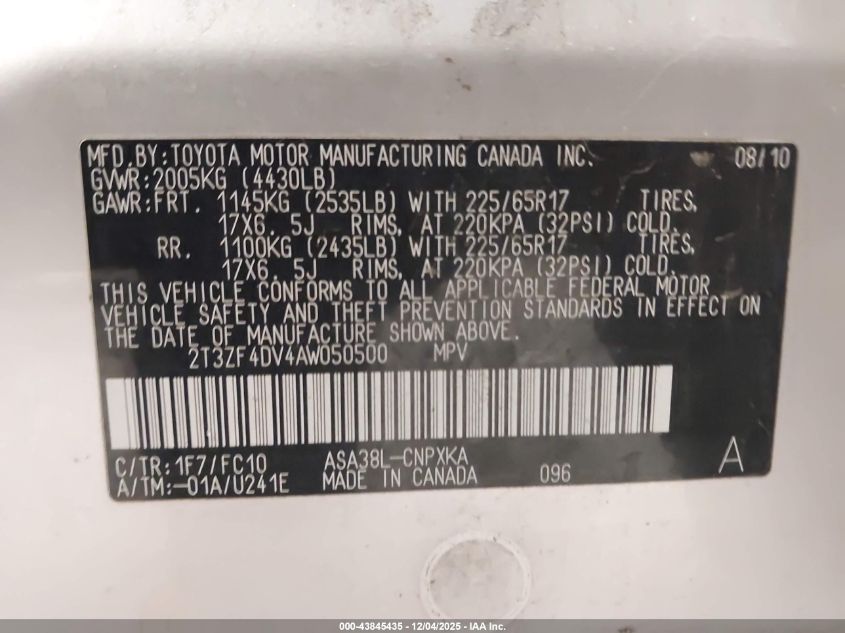 MFD. BY: TOYOTA MOTOR MANUFACTURING CANADA INC. 08/10
GVWR: 2005KG (4430LB)
GAWR: FRT. 1145KG (2535LB) WITH 225/65R17 TIRES,
17X6. 5J RIMS, AT 220KPA (32PSI) COLD.
RR. 1100KG (2435LB) WITH 225/65R17 TIRES,
17X6. 5J RIMS, AT 220KPA (32PSI) COLD.
THIS VEHICLE CONFORMS TO ALL APPLICABLE FEDERAL MOTOR
VEHICLE SAFETY AND THEFT PREVENTION STANDARDS IN EFFECT ON
THE DATE OF MANUFACTURE SHOWN ABOVE.
2T3ZF4DV4AW050500 MPV
C/TR: 1F7/FC10 ASA38L-CNPXKA A
A/TM: -01A/U241E MADE IN CANADA 096
000-43845435 - 12/04/2025 - IAA Inc.